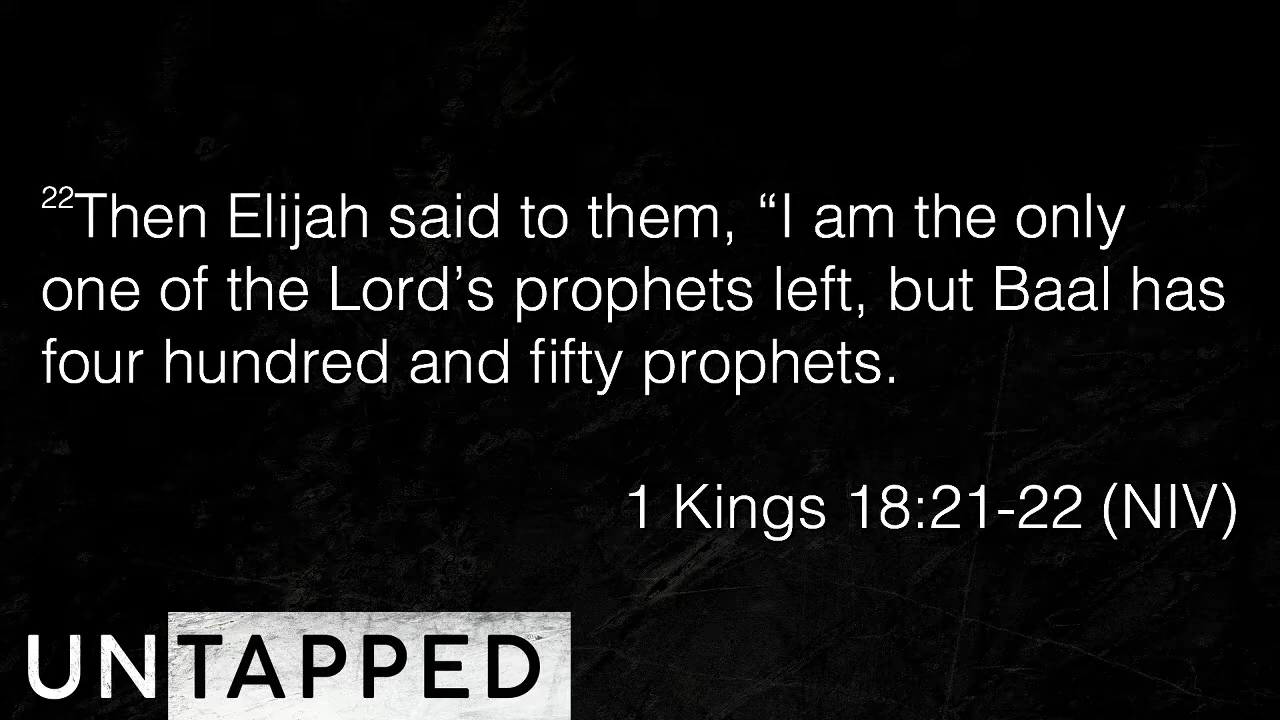 22Then Elijah said to them, “I am the only
one of the Lord’s prophets left, but Baal has
four hundred and fifty prophets.
1 Kings 18:21-22 (NIV)
UNTAPPED